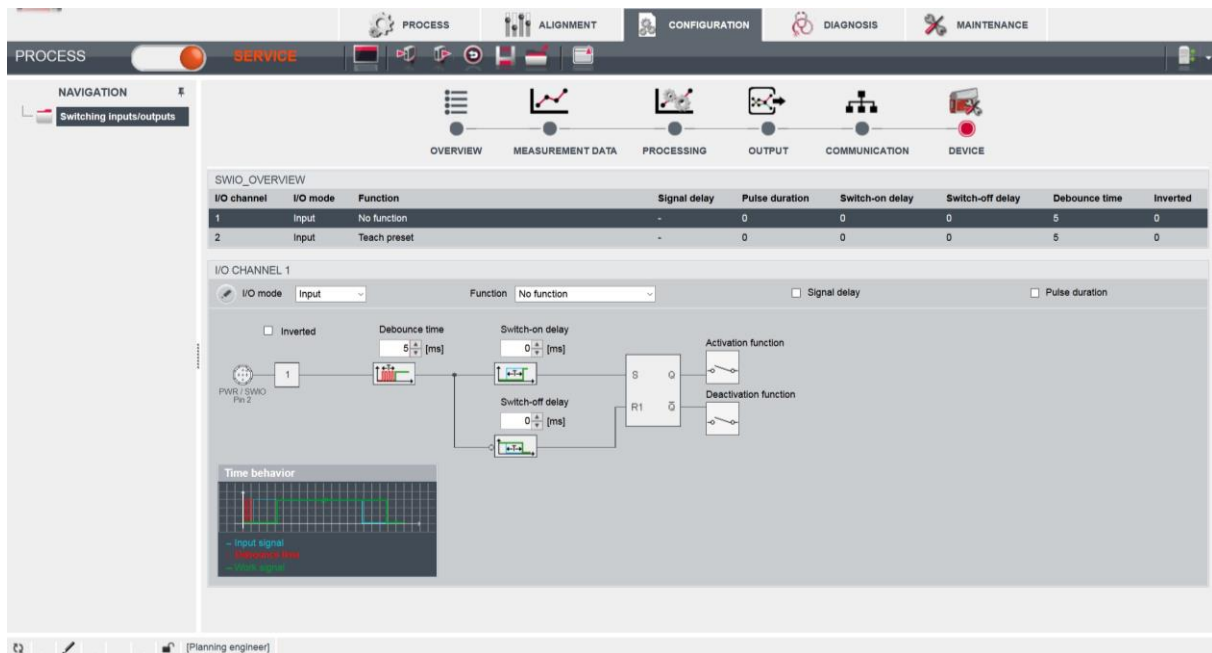 PROCESS ALIGNMENT CONFIGURATION DIAGNOSIS MAINTENANCE
PROCESS SERVICE
NAVIGATION
Switching inputs/outputs
OVERVIEW MEASUREMENT DATA PROCESSING OUTPUT COMMUNICATION DEVICE
SWIO_OVERVIEW
I/O channel I/O mode Function Signal delay Pulse duration Switch-on delay Switch-off delay Debounce time Inverted
1 Input No function - 0 0 0 5 0
2 Input Teach preset - 0 0 0 5 0
I/O CHANNEL 1
I/O mode Input Function No function Signal delay Pulse duration
Inverted Debounce time Switch-on delay
5 [ms] 0 [ms]
Activation function
1 S Q
PWR / SWIO
Pin 2
Switch-off delay Deactivation function
R1 Q̅
0 [ms]
Time behavior
– Input signal
– Debounce time
– Work signal
[Planning engineer]